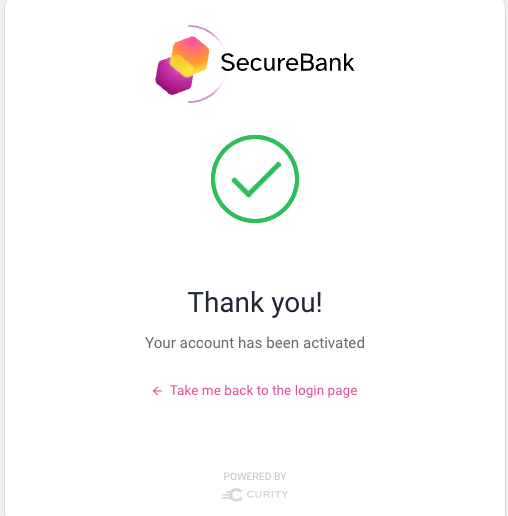 SecureBank
Thank you!
Your account has been activated
← Take me back to the login page
POWERED BY
CURITY